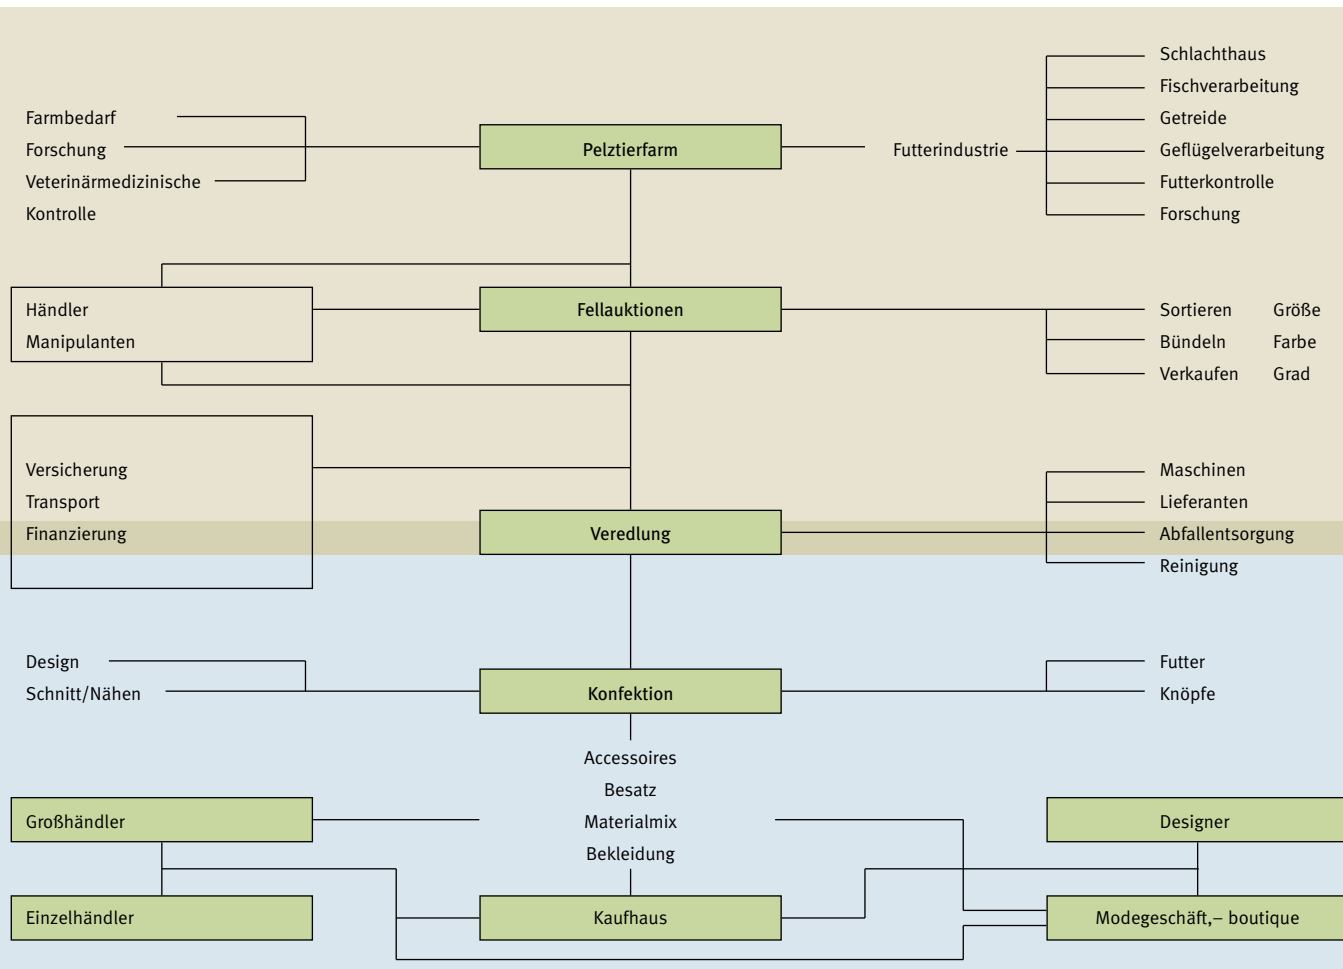 Schlachthaus
Fischverarbeitung
Farmbedarf
Getreide
Forschung
Pelztierfarm
Futterindustrie
Geflügelverarbeitung
Veterinärmedizinische
Futterkontrolle
Kontrolle
Forschung
Händler
Fellauktionen
Sortieren Größe
Manipulanten
Bündeln Farbe
Verkaufen Grad
Versicherung
Maschinen
Transport
Lieferanten
Finanzierung
Veredlung
Abfallentsorgung
Reinigung
Design
Futter
Schnitt/Nähen
Konfektion
Knöpfe
Accessoires
Besatz
Großhändler
Materialmix
Designer
Bekleidung
Einzelhändler
Kaufhaus
Modegeschäft,– boutique